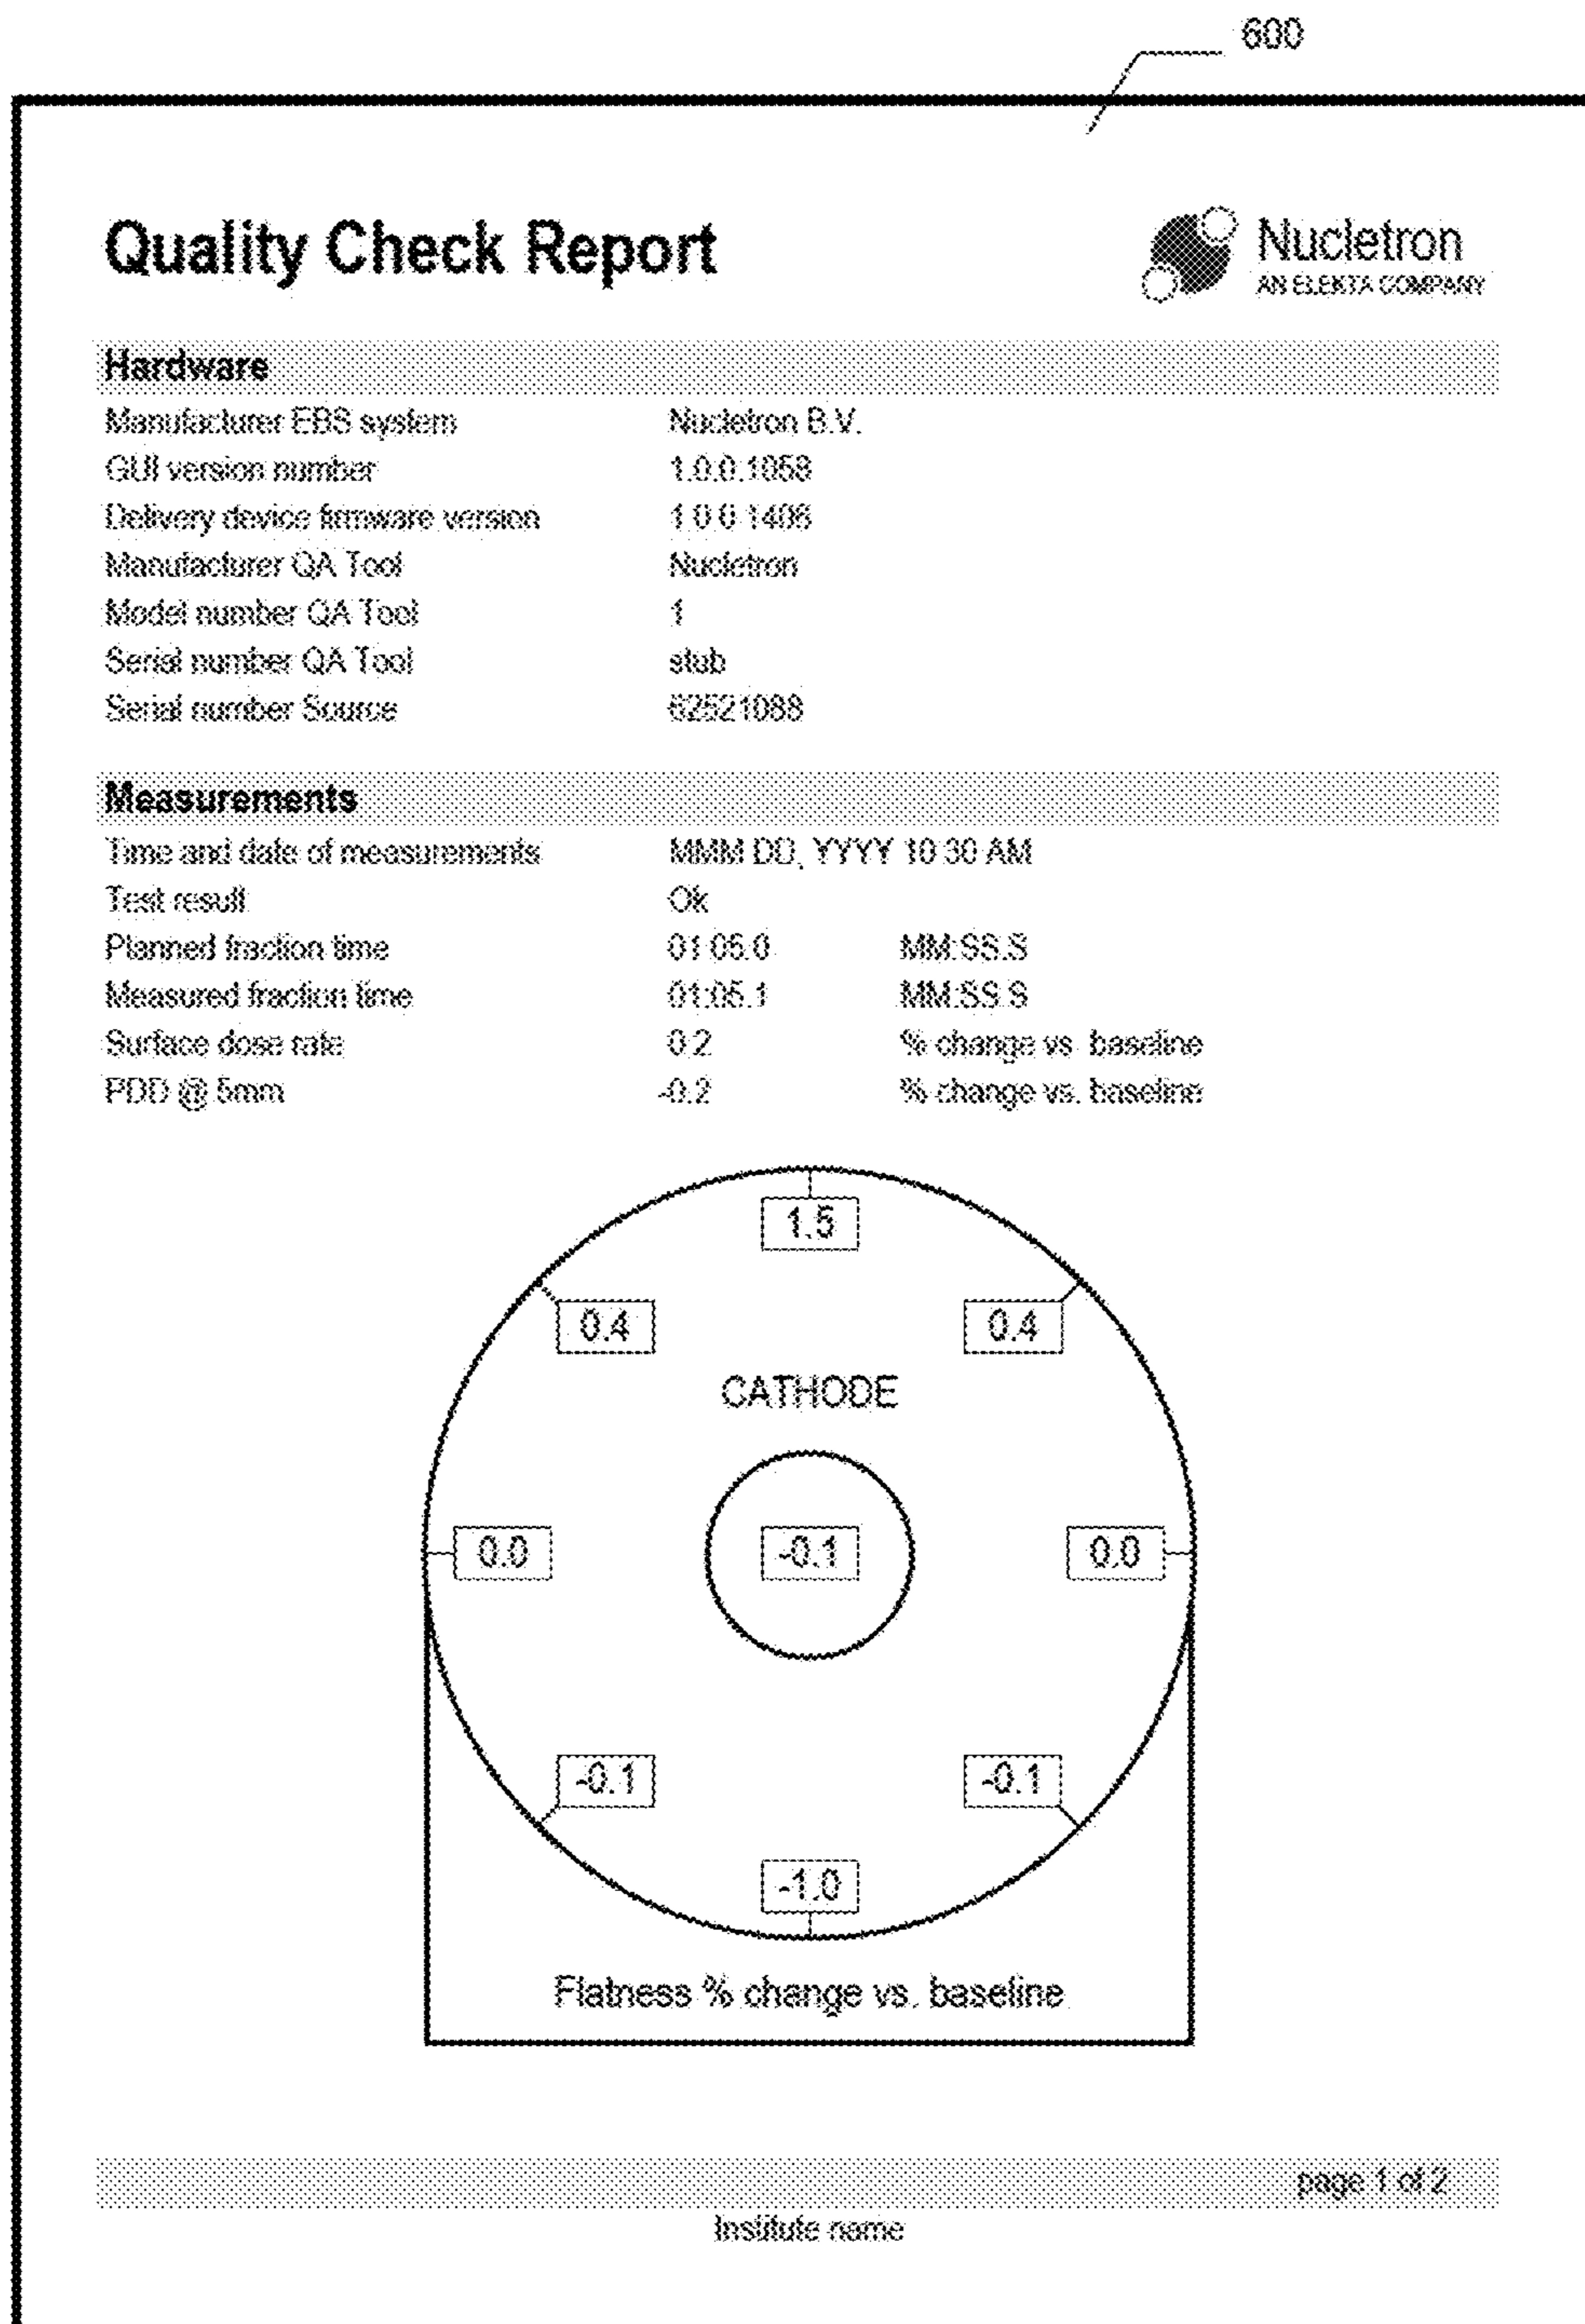 600
Quality Check Report
Nucletron
AN ELEKTA COMPANY
Hardware
Manufacturer EBS system Nucletron B.V.
GUI version number 1.0.0.1058
Delivery device firmware version 1.0.0.1406
Manufacturer QA Tool Nucletron
Model number QA Tool 1
Serial number QA Tool stub
Serial number Source 62521088
Measurements
Time and date of measurements MMM DD, YYYY 10:30 AM
Test result Ok
Planned fraction time 01:05.0 MM:SS.S
Measured fraction time 01:05.1 MM:SS.S
Surface dose rate 0.2 % change vs. baseline
PDD @ 5mm -0.2 % change vs. baseline
1.5
0.4 0.4
CATHODE
0.0 -0.1 0.0
-0.1 -0.1
-1.0
Flatness % change vs. baseline
page 1 of 2
Institute name